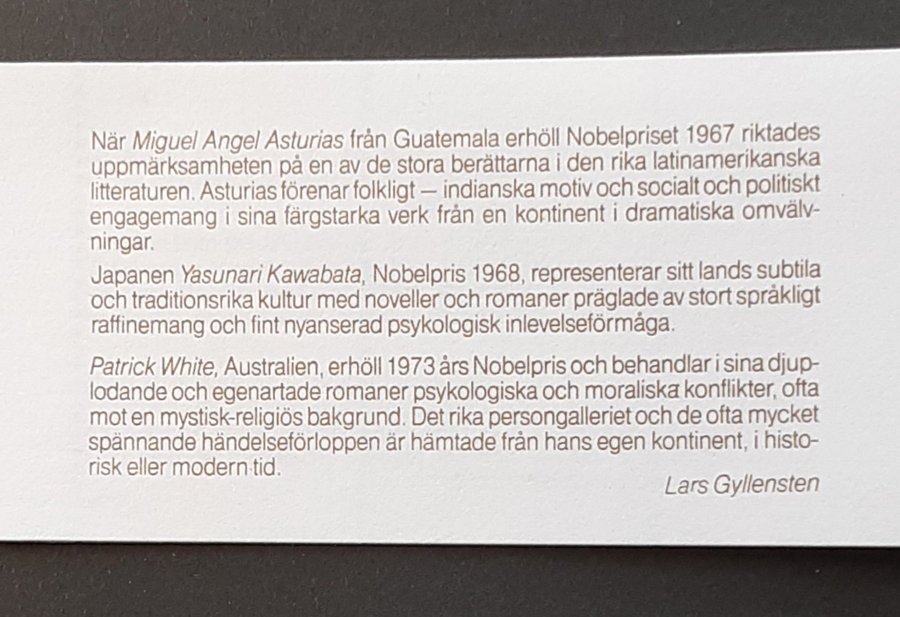 När Miguel Angel Asturias från Guatemala erhöll Nobelpriset 1967 riktades
uppmärksamheten på en av de stora berättarna i den rika latinamerikanska
litteraturen. Asturias förenar folkligt – indianska motiv och socialt och politiskt
engagemang i sina färgstarka verk från en kontinent i dramatiska omvälv-
ningar.
Japanen Yasunari Kawabata, Nobelpris 1968, representerar sitt lands subtila
och traditionsrika kultur med noveller och romaner präglade av stort språkligt
raffinemang och fint nyanserad psykologisk inlevelseförmåga.
Patrick White, Australien, erhöll 1973 års Nobelpris och behandlar i sina djup-
lodande och egenartade romaner psykologiska och moraliska konflikter, ofta
mot en mystisk-religiös bakgrund. Det rika persongalleriet och de ofta mycket
spännande händelseförloppen är hämtade från hans egen kontinent, i histo-
risk eller modern tid.
Lars Gyllensten